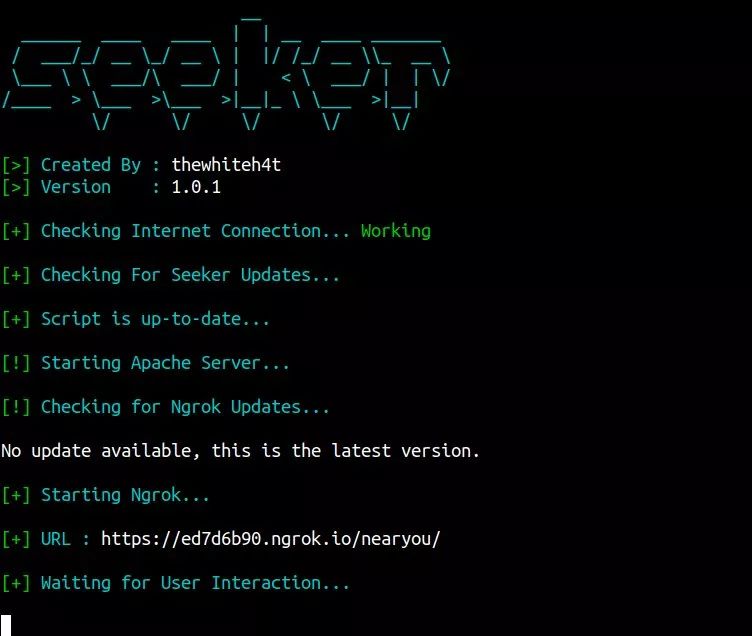 seeker
[>] Created By : thewhiteh4t
[>] Version    : 1.0.1
[+] Checking Internet Connection... Working
[+] Checking For Seeker Updates...
[+] Script is up-to-date...
[!] Starting Apache Server...
[!] Checking for Ngrok Updates...
No update available, this is the latest version.
[+] Starting Ngrok...
[+] URL : https://ed7d6b90.ngrok.io/nearyou/
[+] Waiting for User Interaction...